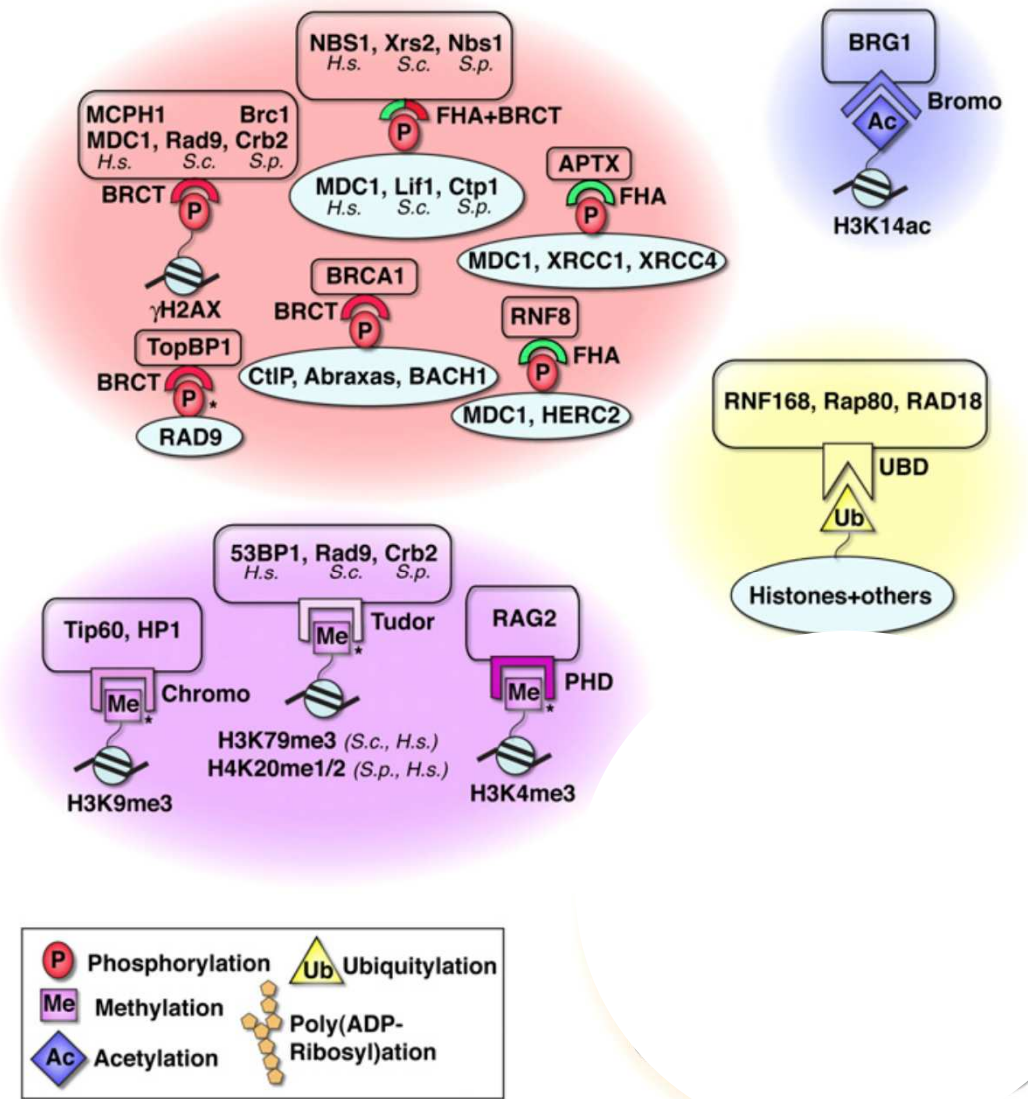 NBS1, Xrs2, Nbs1
H.s. S.c. S.p.
FHA+BRCT
P
MDC1, Lif1, Ctp1
H.s. S.c. S.p.
MCPH1 Brc1
MDC1, Rad9, Crb2
H.s. S.c. S.p.
BRCT
P
γH2AX
APTX
FHA
P
MDC1, XRCC1, XRCC4
BRCA1
BRCT
P
CtIP, Abraxas, BACH1
RNF8
FHA
P
MDC1, HERC2
TopBP1
BRCT
P *
RAD9
BRG1
Bromo
Ac
H3K14ac
RNF168, Rap80, RAD18
UBD
Ub
Histones+others
53BP1, Rad9, Crb2
H.s. S.c. S.p.
Tudor
Me *
H3K79me3 (S.c., H.s.)
H4K20me1/2 (S.p., H.s.)
Tip60, HP1
Chromo
Me *
H3K9me3
RAG2
PHD
Me *
H3K4me3
P Phosphorylation
Me Methylation
Ac Acetylation
Ub Ubiquitylation
Poly(ADP-
Ribosyl)ation